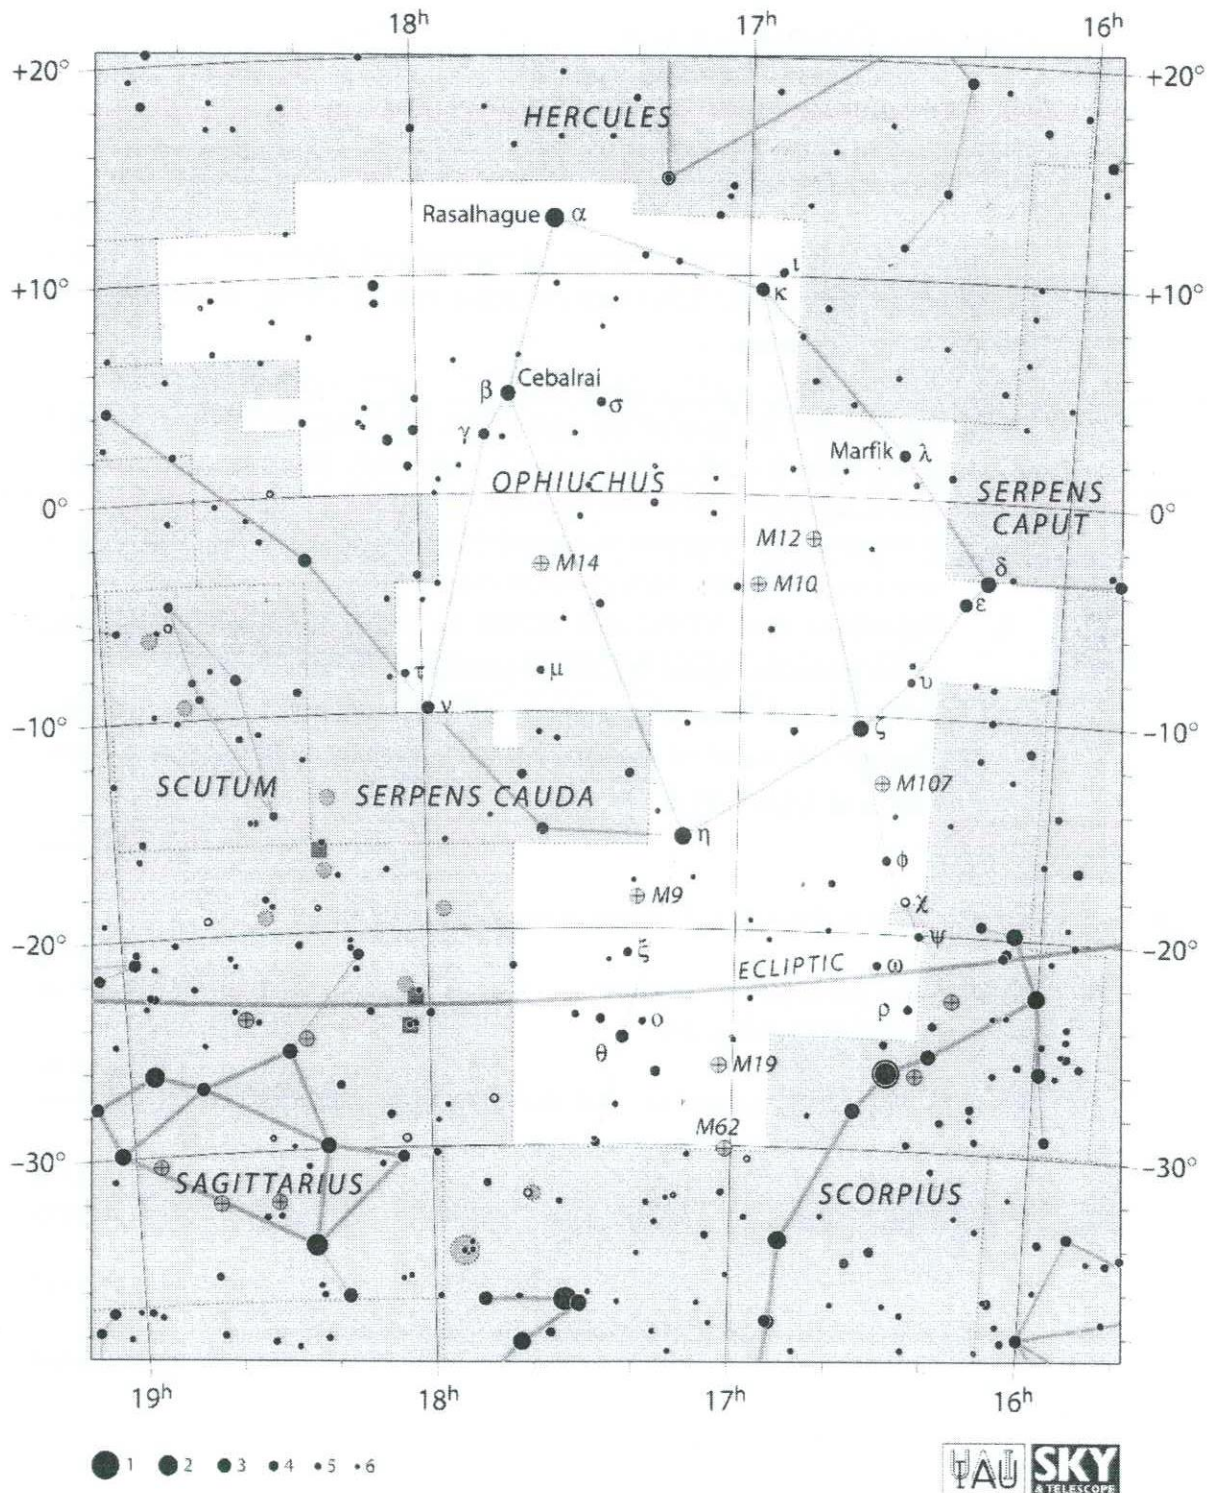 18h 17h 16h
+20° +20°
HERCULES
Rasalhague α
ι
+10° κ +10°
β Cebalrai
σ
γ
Marfik λ
OPHIUCHUS
SERPENS
CAPUT
0° 0°
M12
M14
M10
δ
ε
τ μ
υ
ν
-10° ζ -10°
SCUTUM
SERPENS CAUDA
M107
η
φ
M9
χ
ψ
-20° ξ -20°
ECLIPTIC
ω
ο ρ
θ
M19
M62
-30° -30°
SAGITTARIUS
SCORPIUS
19h 18h 17h 16h
1 2 3 4 5 6
IAU
SKY
& TELESCOPE